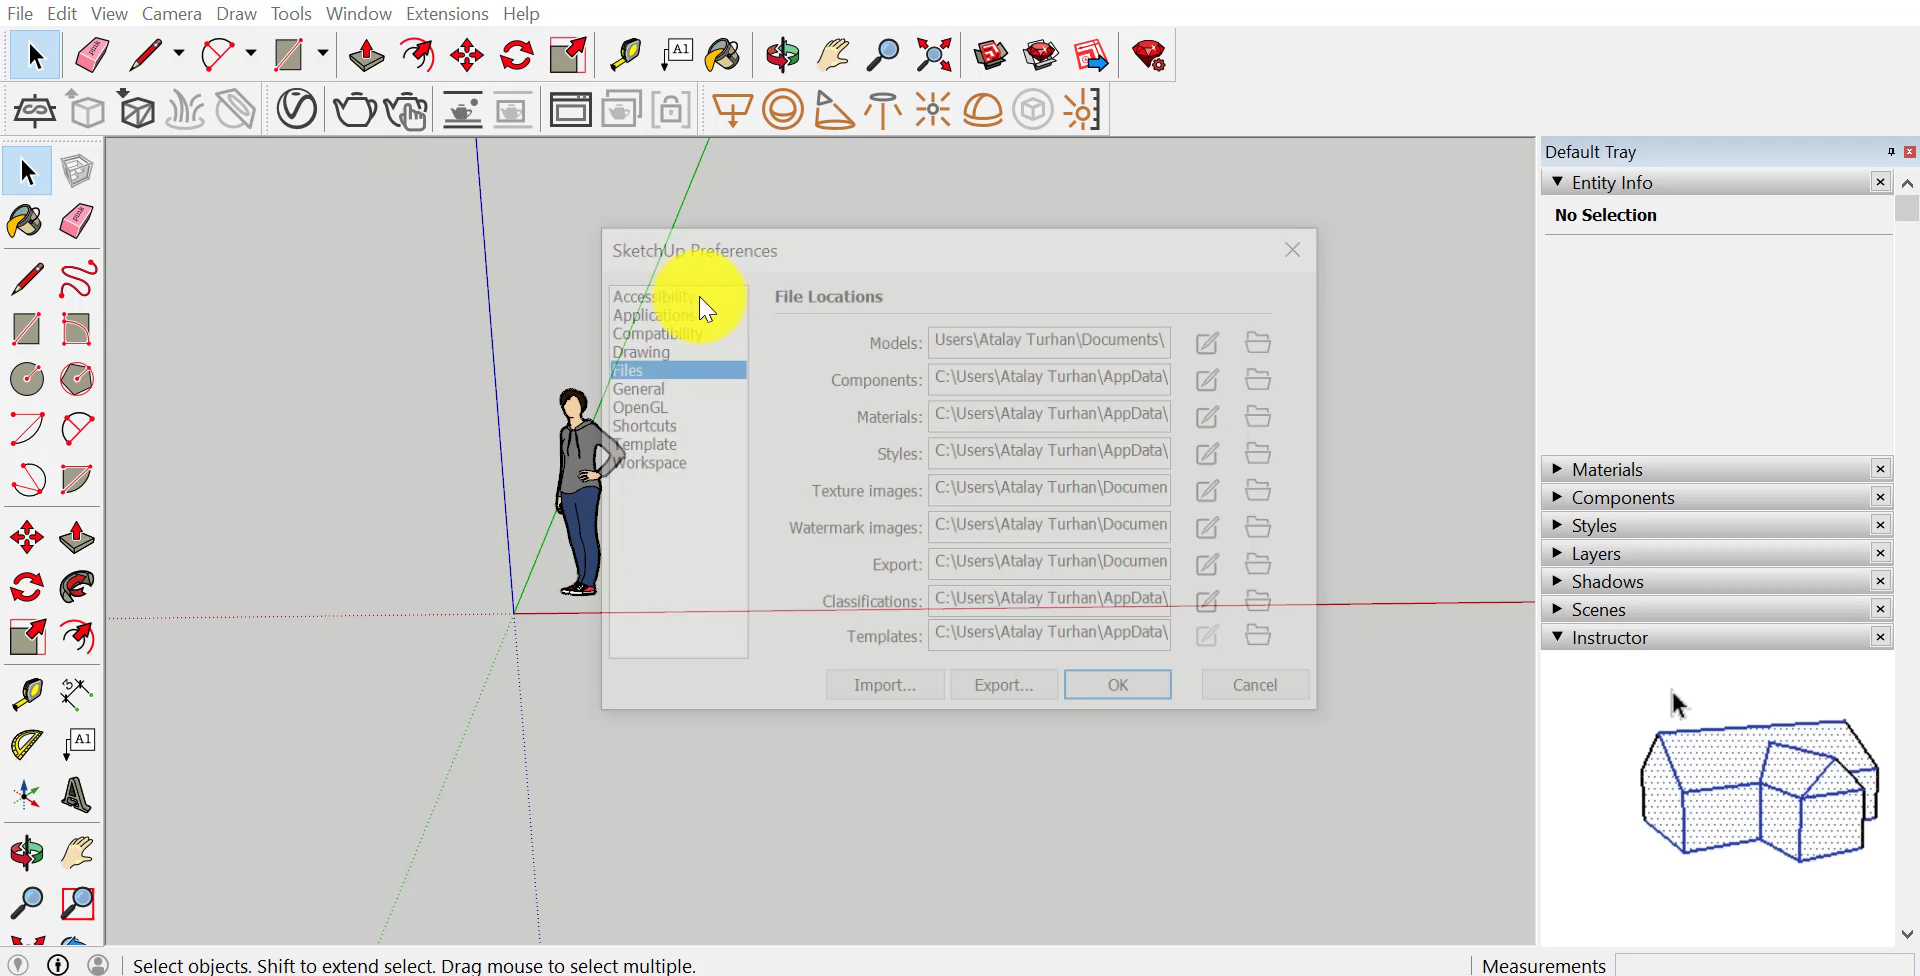 File Edit View Camera Draw Tools Window Extensions Help
A1
Default Tray
Entity Info
No Selection
SketchUp Preferences
Accessibility
Applications
Compatibility
Drawing
Files
General
OpenGL
Shortcuts
Template
Workspace
File Locations
Models: Users\Atalay Turhan\Documents\
Components: C:\Users\Atalay Turhan\AppData\
Materials: C:\Users\Atalay Turhan\AppData\
Styles: C:\Users\Atalay Turhan\AppData\
Texture images: C:\Users\Atalay Turhan\Documen
Watermark images: C:\Users\Atalay Turhan\Documen
Export: C:\Users\Atalay Turhan\Documen
Classifications: C:\Users\Atalay Turhan\AppData\
Templates: C:\Users\Atalay Turhan\AppData\
Import... Export... OK Cancel
Materials
Components
Styles
Layers
Shadows
Scenes
Instructor
A1
Select objects. Shift to extend select. Drag mouse to select multiple.
Measurements